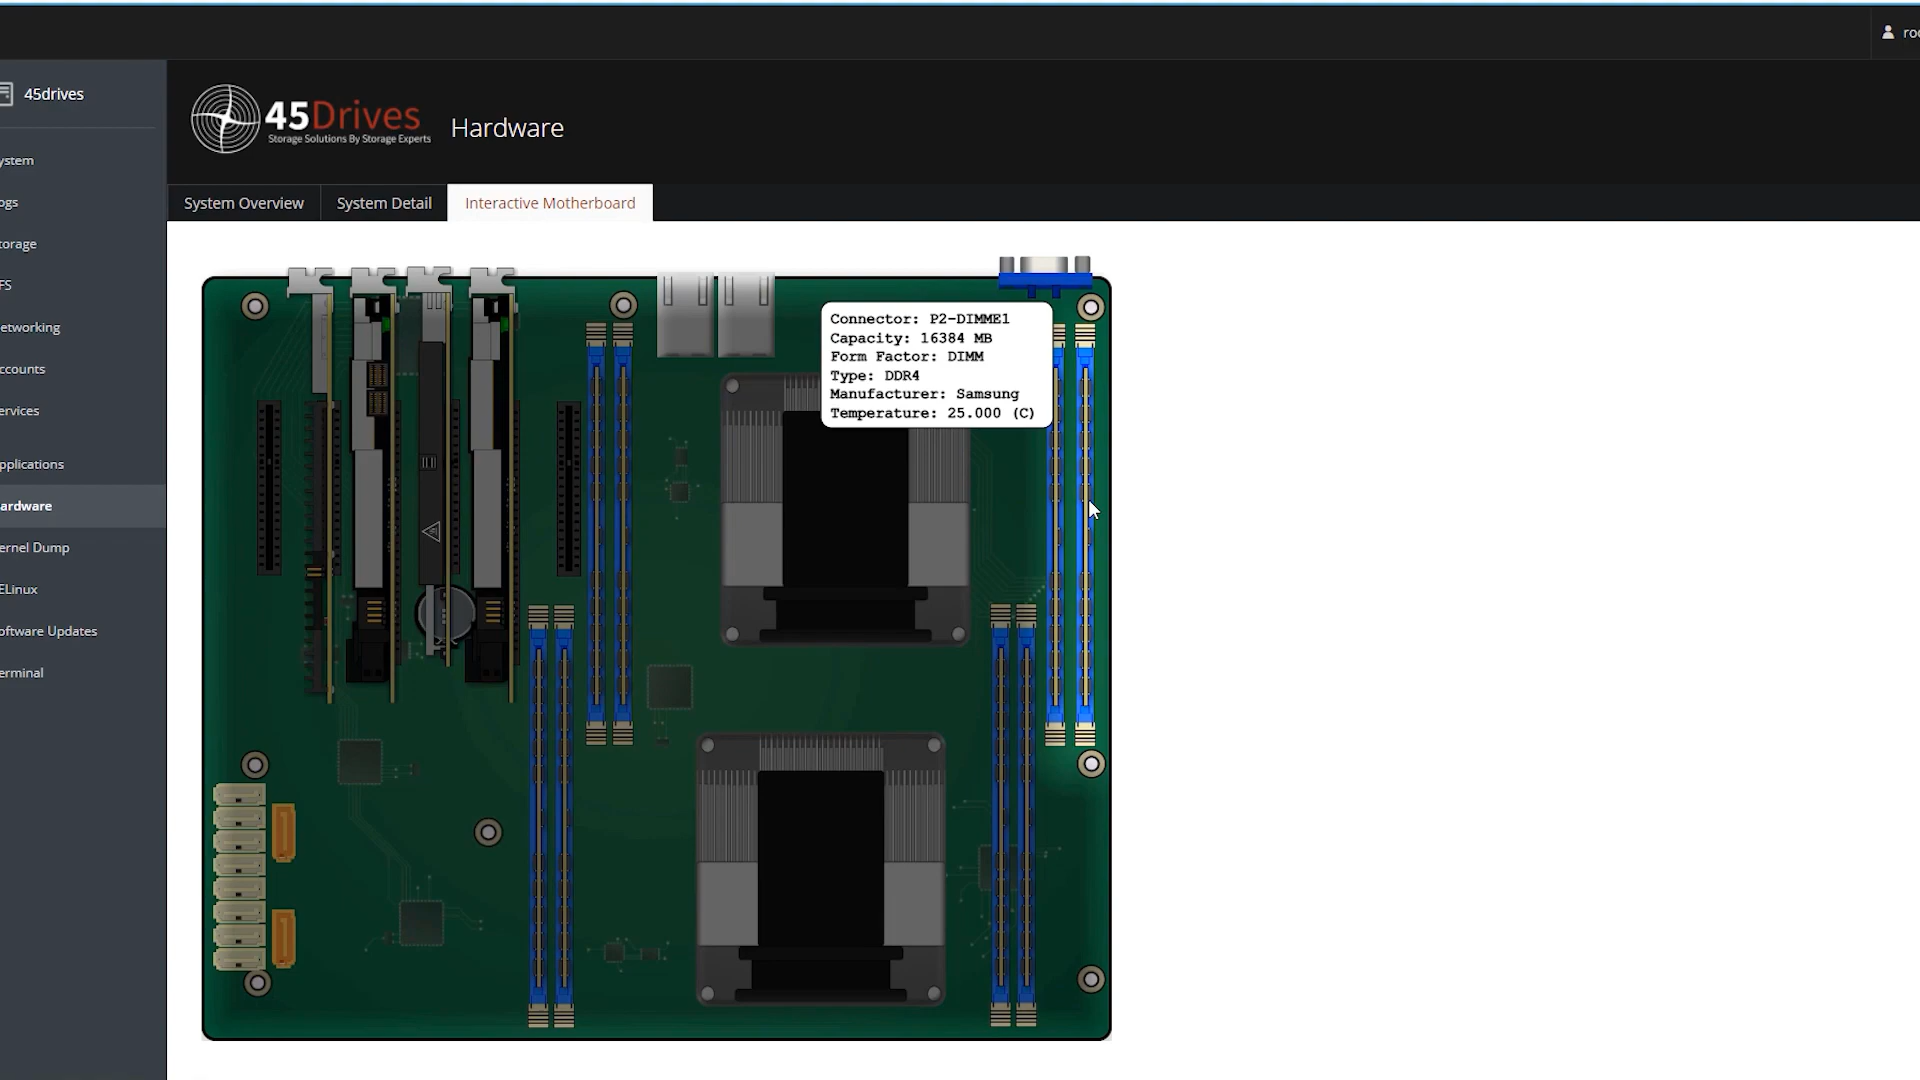 roo
45drives
45Drives
Storage Solutions By Storage Experts
Hardware
System Overview
System Detail
Interactive Motherboard
ystem
ogs
torage
FS
etworking
ccounts
ervices
pplications
ardware
ernel Dump
ELinux
oftware Updates
erminal
Connector: P2-DIMME1
Capacity: 16384 MB
Form Factor: DIMM
Type: DDR4
Manufacturer: Samsung
Temperature: 25.000 (C)